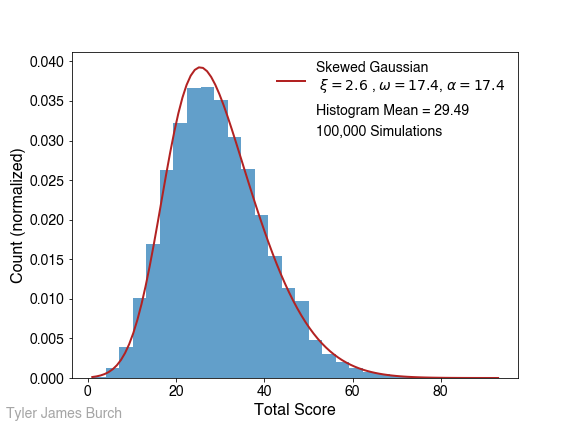 0.040
0.035
0.030
0.025
0.020
0.015
0.010
0.005
0.000
Count (normalized)
Skewed Gaussian
ξ = 2.6 , ω = 17.4, α = 17.4
Histogram Mean = 29.49
100,000 Simulations
0 20 40 60 80
Total Score
Tyler James Burch